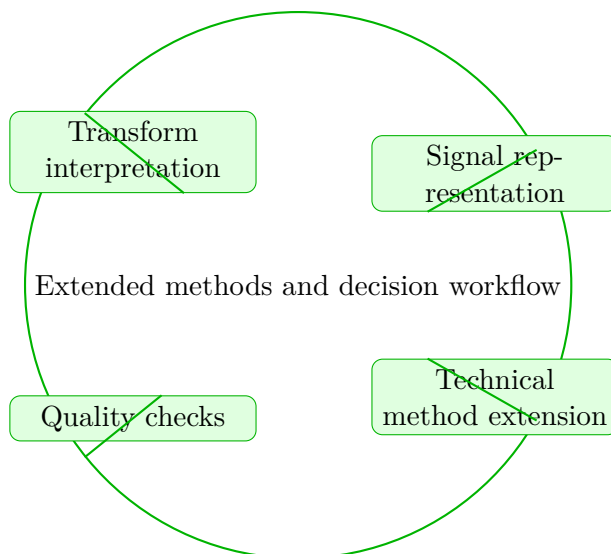 Transform
interpretation
Signal rep-
resentation
Extended methods and decision workflow
Quality checks
Technical
method extension